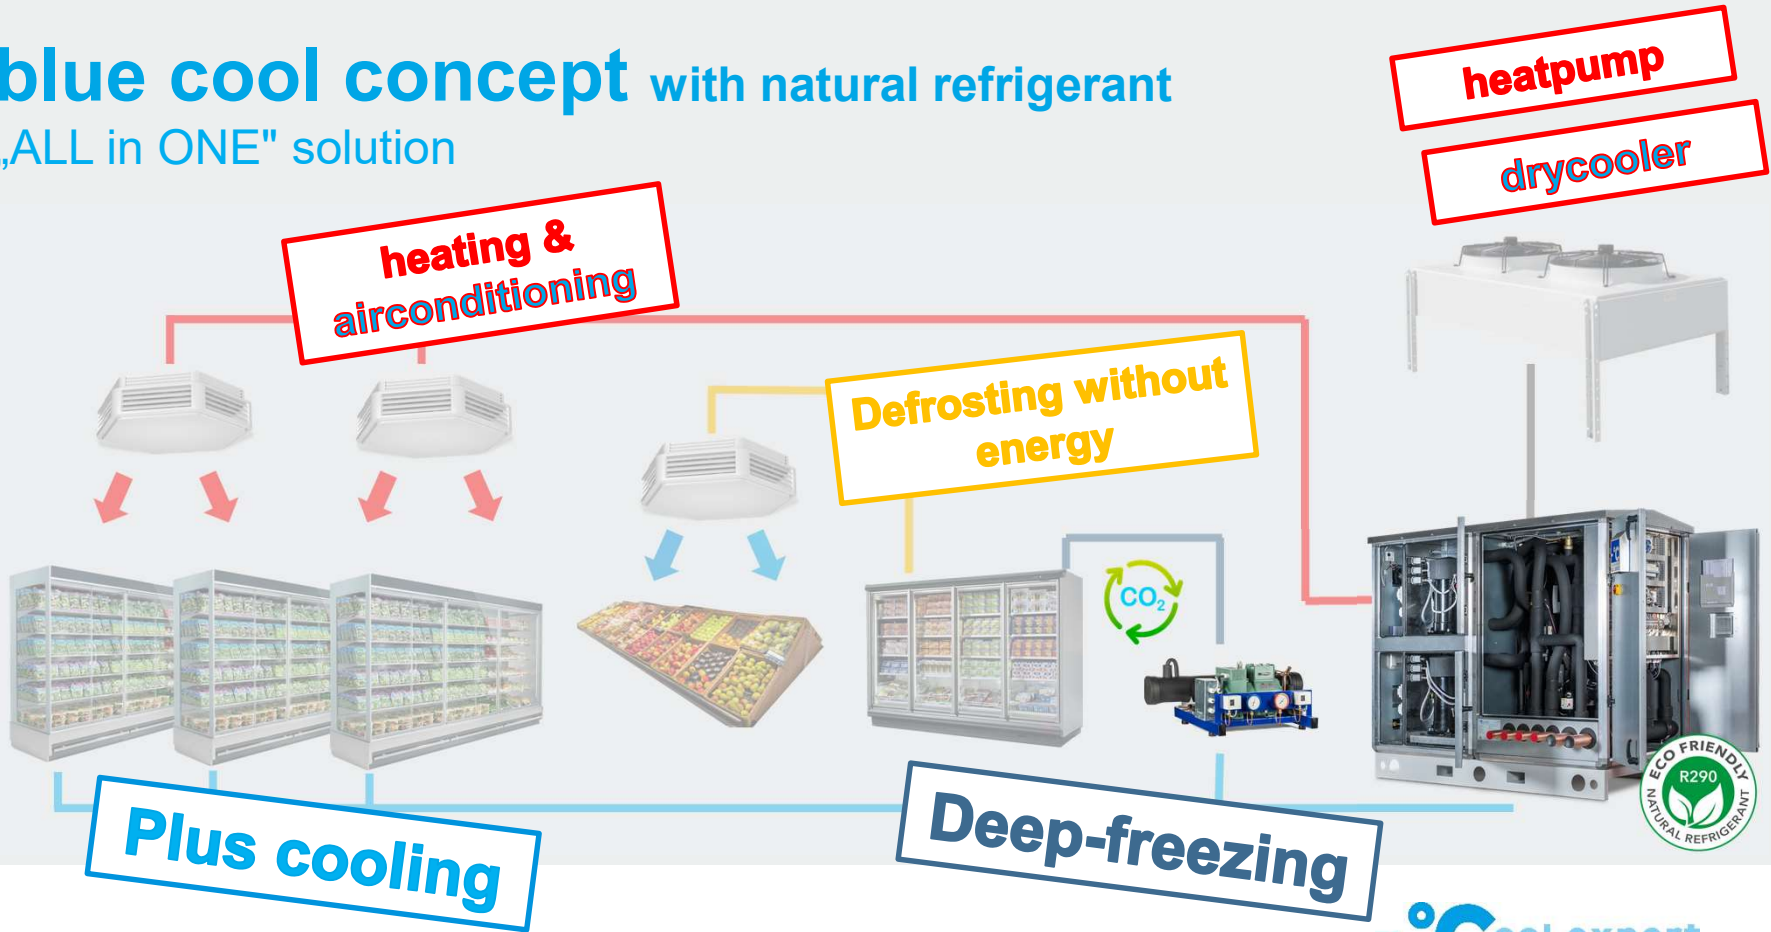 blue cool concept with natural refrigerant
„ALL in ONE" solution
heatpump
drycooler
heating &
airconditioning
Defrosting without
energy
CO₂
ECO FRIENDLY
R290
NATURAL REFRIGERANT
Plus cooling
Deep-freezing